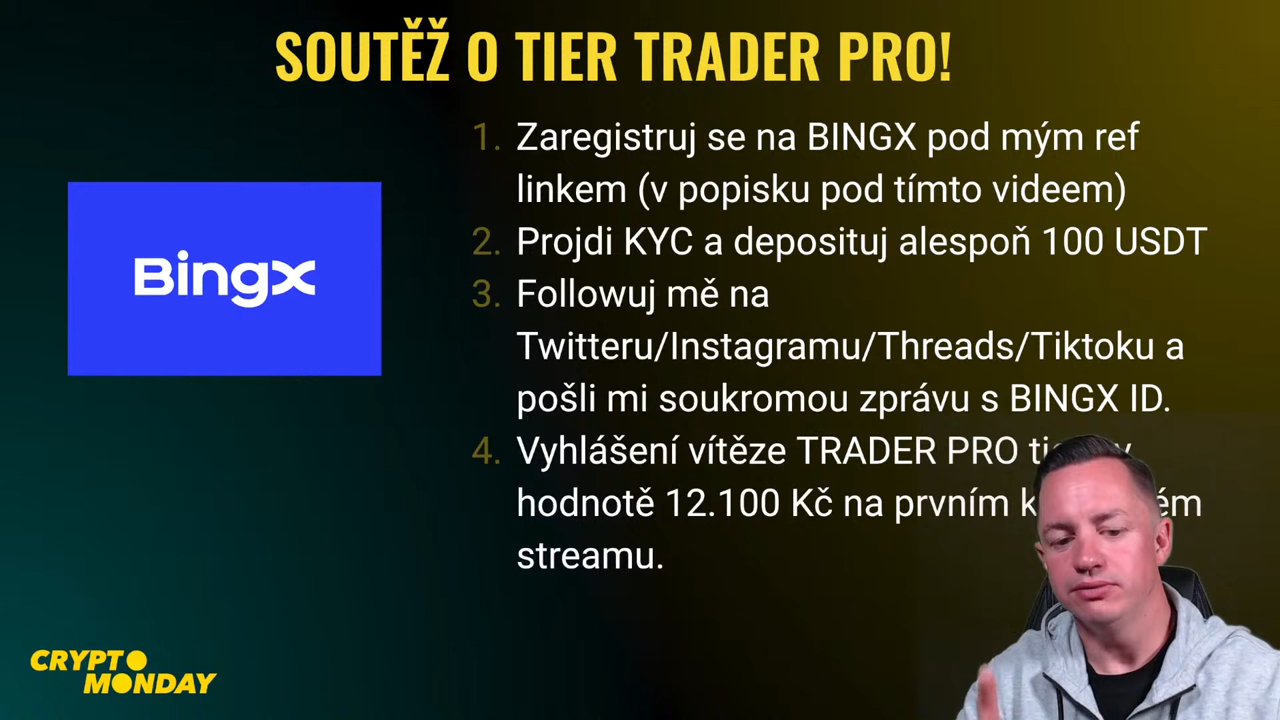 SOUTĚŽ O TIER TRADER PRO!
1. Zaregistruj se na BINGX pod mým ref
linkem (v popisku pod tímto videem)
2. Projdi KYC a deposituj alespoň 100 USDT
3. Followuj mě na
Twitteru/Instagramu/Threads/Tiktoku a
pošli mi soukromou zprávu s BINGX ID.
4. Vyhlášení vítěze TRADER PRO
hodnotě 12.100 Kč na prvním
streamu.
BingX
CRYPTO
MONDAY